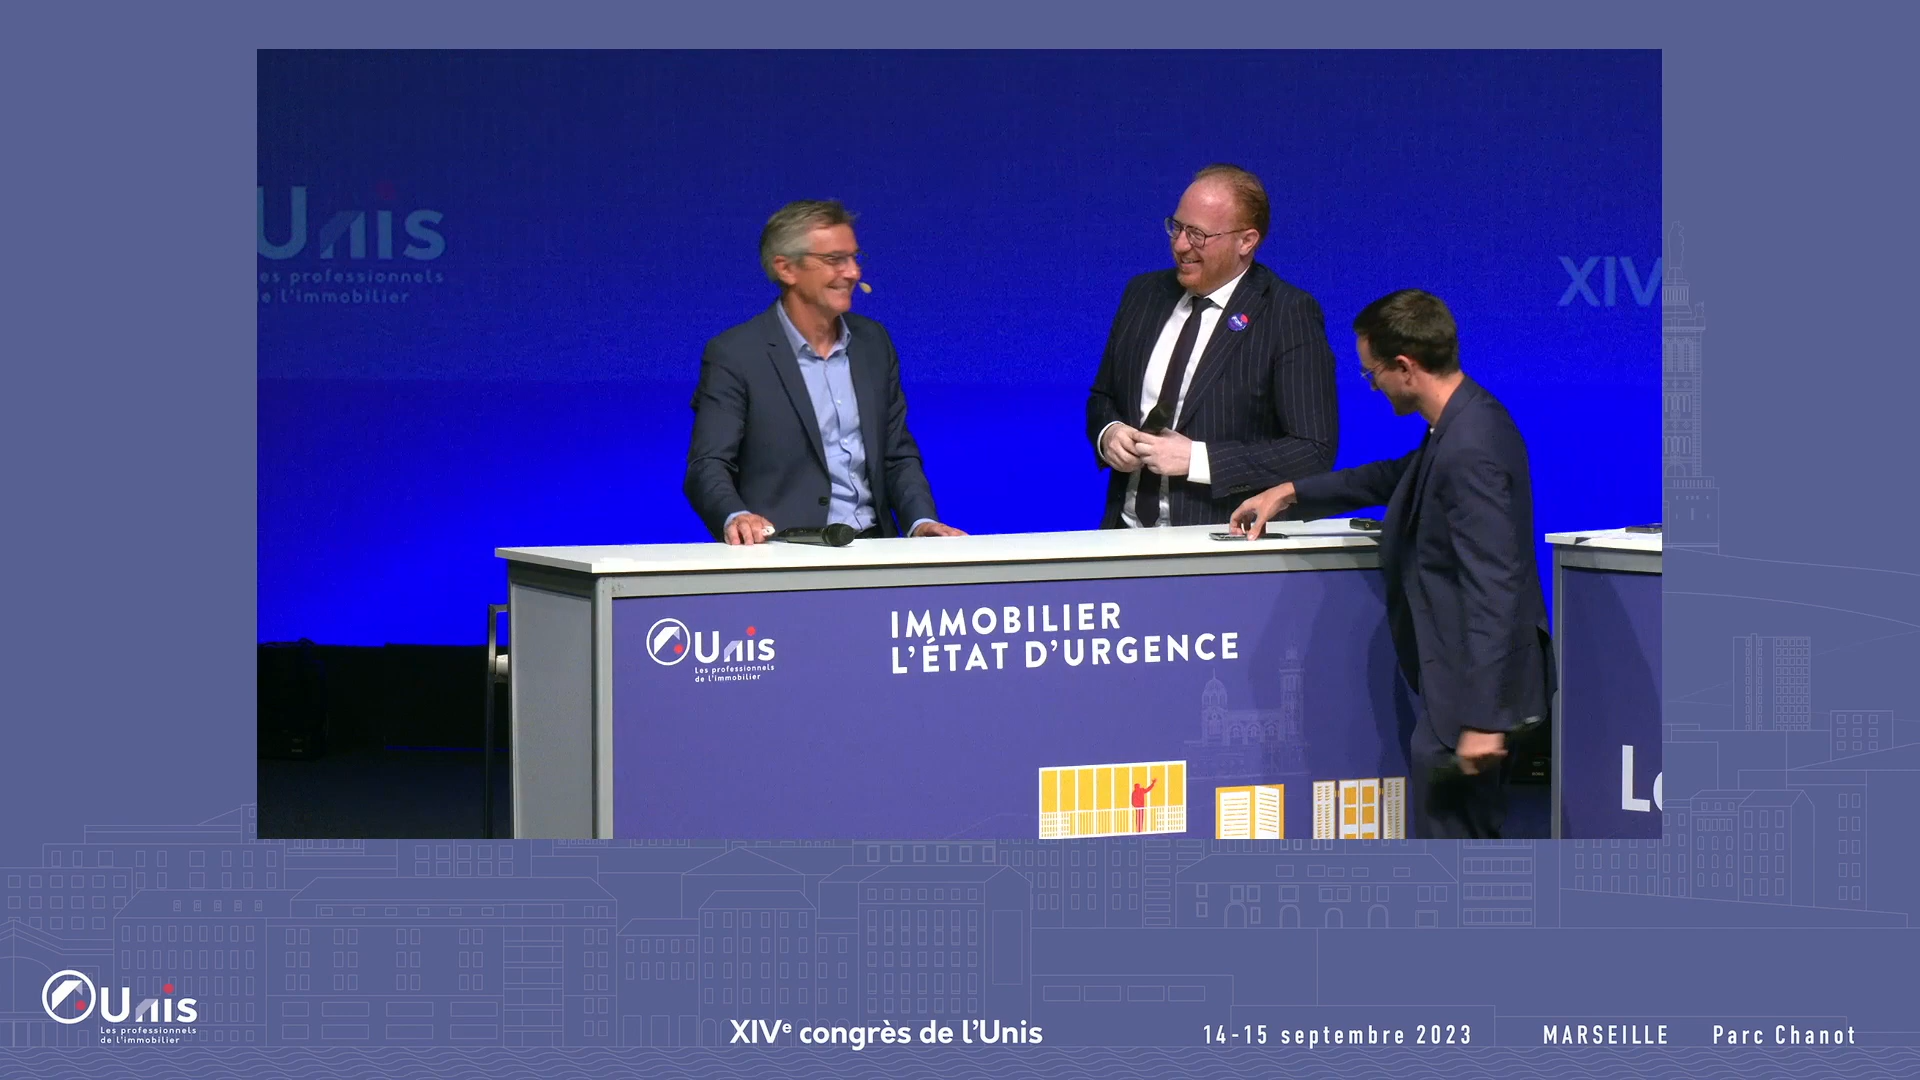 Unis
es professionnels
de l'immobilier
XIV
Unis
Les professionnels
de l'immobilier
IMMOBILIER
L'ÉTAT D'URGENCE
Unis
Les professionnels
de l'immobilier
XIVe congrès de l'Unis
14-15 septembre 2023
MARSEILLE
Parc Chanot